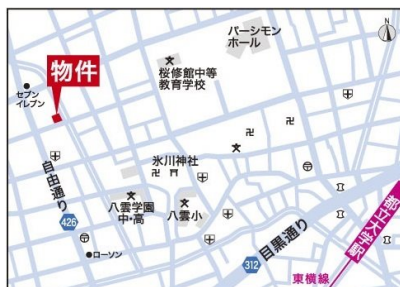 パーシモン
ホール
N
物件
桜修館中等
教育学校
セブン
イレブン
自由通り
氷川神社
426
八雲学園
中・高
八雲小
ローソン
目黒通り
312
都立大学駅
東横線